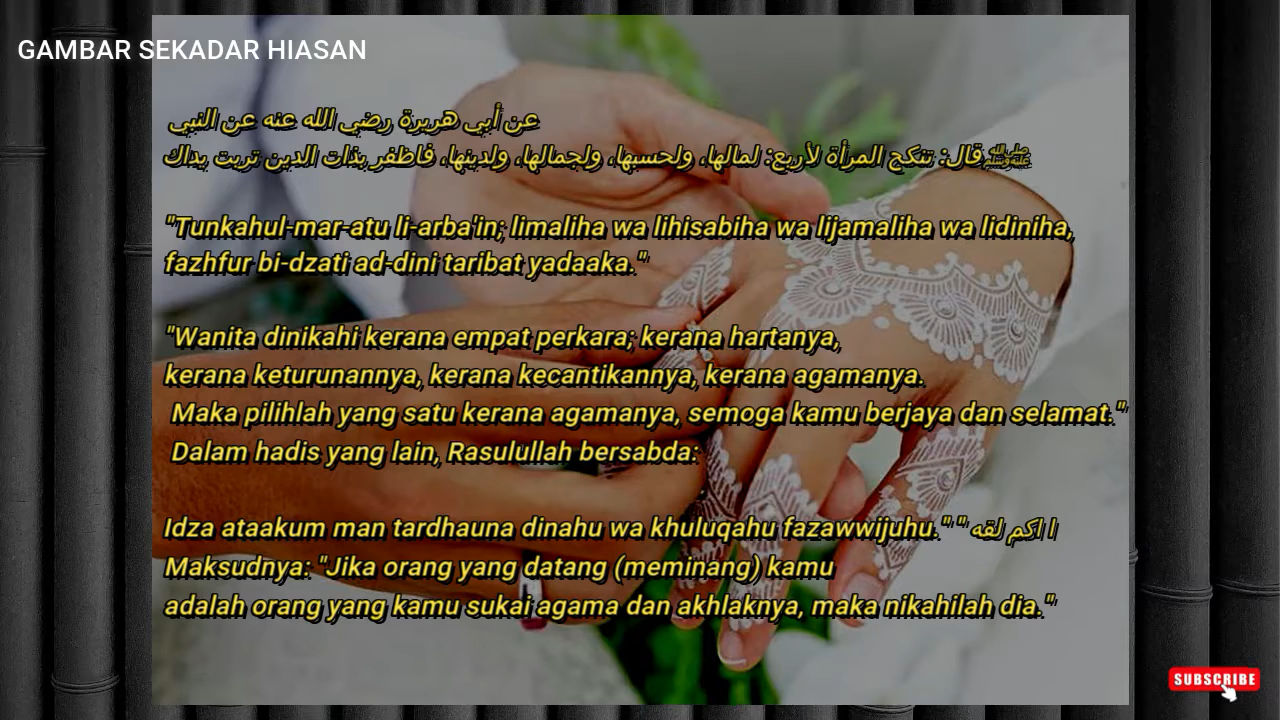 GAMBAR SEKADAR HIASAN
عن أبي هريرة رضي الله عنه عن النبي
ﷺ قال: تنكح المرأة لأربع: لمالها، ولحسبها، ولجمالها، ولدينها، فاظفر بذات الدين تربت يداك
"Tunkahul-mar-atu li-arba'in; limaliha wa lihisabiha wa lijamaliha wa lidiniha,
fazhfur bi-dzati ad-dini taribat yadaaka."
"Wanita dinikahi kerana empat perkara; kerana hartanya,
kerana keturunannya, kerana kecantikannya, kerana agamanya.
Maka pilihlah yang satu kerana agamanya, semoga kamu berjaya dan selamat."
Dalam hadis yang lain, Rasulullah bersabda:
Idza ataakum man tardhauna dinahu wa khuluqahu fazawwijuhu." " ا اكم لقه
Maksudnya: "Jika orang yang datang (meminang) kamu
adalah orang yang kamu sukai agama dan akhlaknya, maka nikahilah dia."
SUBSCRIBE